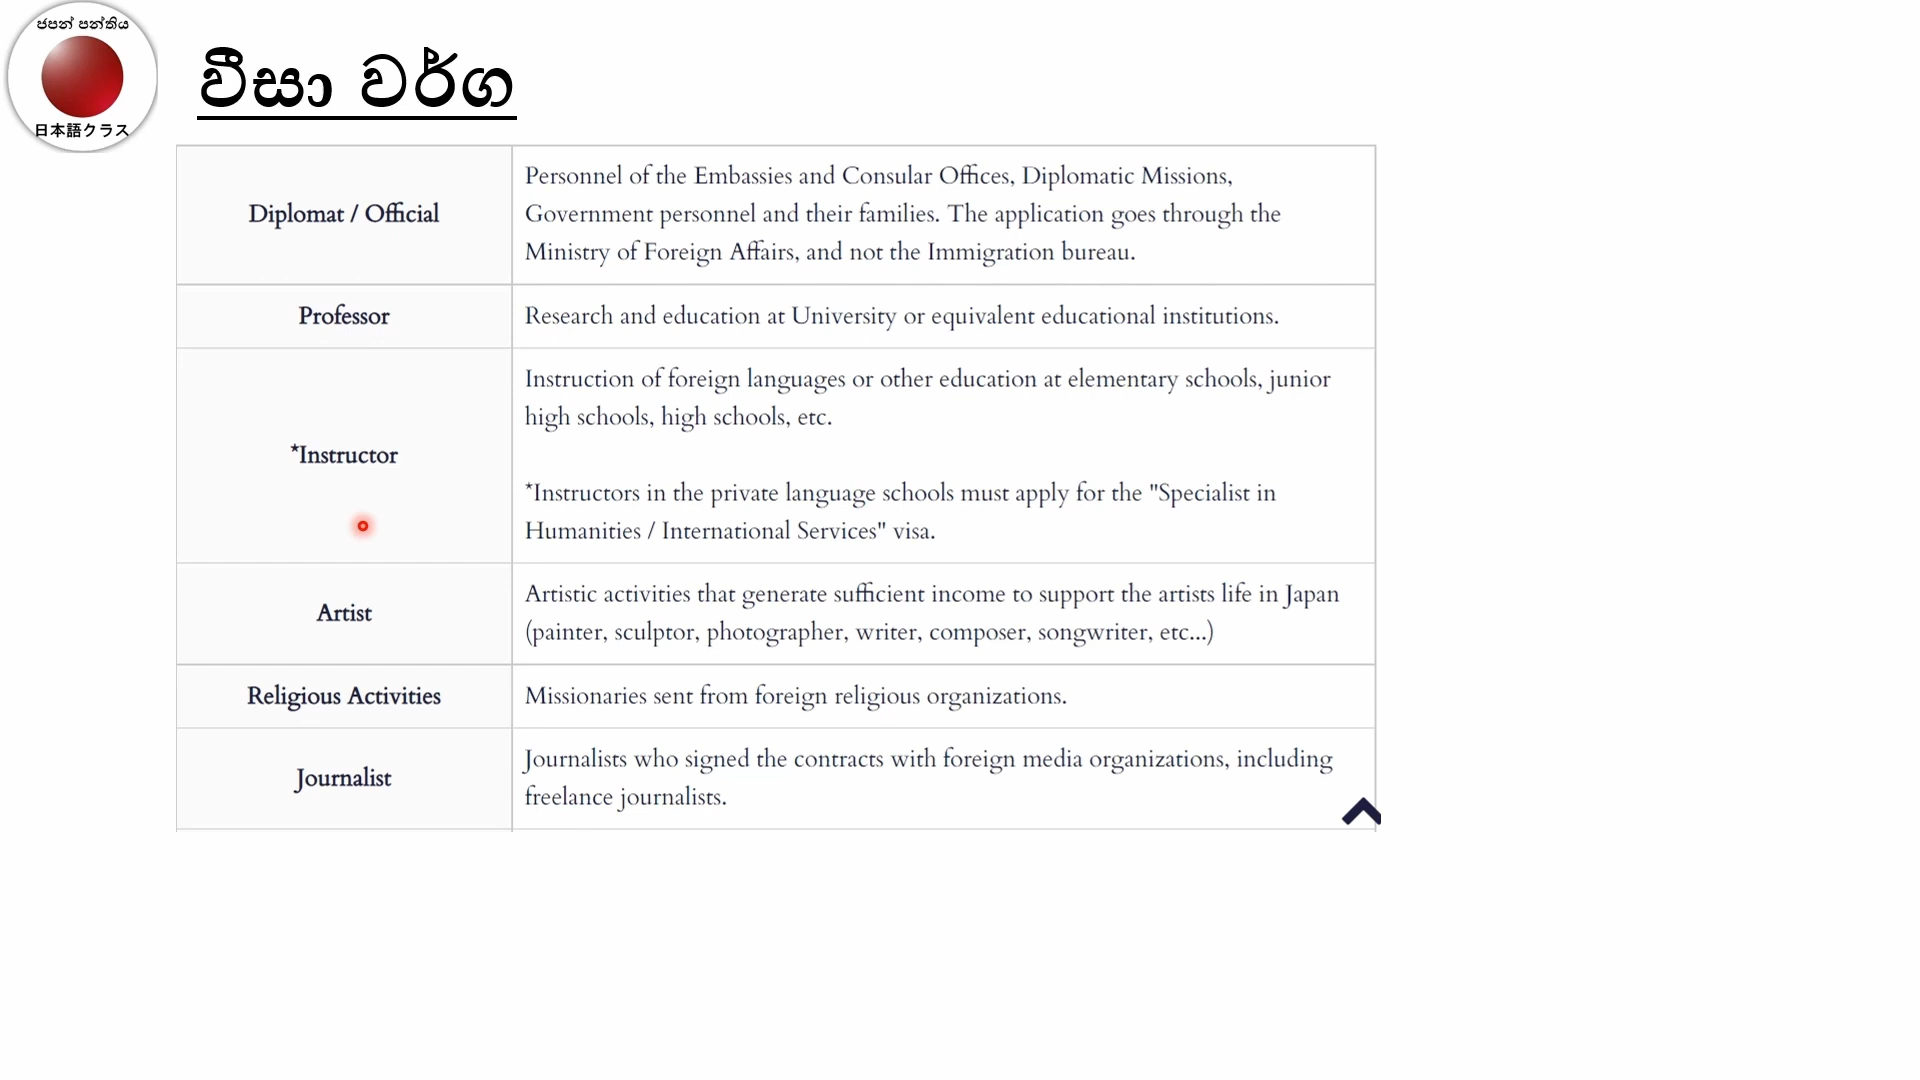 ජපන් පන්තිය
日本語クラス
වීසා වර්ග
Diplomat / Official
Personnel of the Embassies and Consular Offices, Diplomatic Missions,
Government personnel and their families. The application goes through the
Ministry of Foreign Affairs, and not the Immigration bureau.
Professor
Research and education at University or equivalent educational institutions.
*Instructor
Instruction of foreign languages or other education at elementary schools, junior
high schools, high schools, etc.
*Instructors in the private language schools must apply for the "Specialist in
Humanities / International Services" visa.
Artist
Artistic activities that generate sufficient income to support the artists life in Japan
(painter, sculptor, photographer, writer, composer, songwriter, etc...)
Religious Activities
Missionaries sent from foreign religious organizations.
Journalist
Journalists who signed the contracts with foreign media organizations, including
freelance journalists.